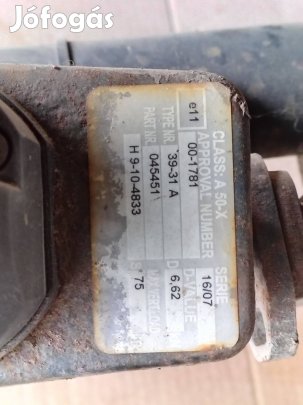 Jófogás
CLASS: A 50-X SERIE 16/07
e11 00-1781
APPROVAL NUMBER D-VALUE
TYPE NR. 39-31 A D 6,62
PART NR. 045451
H 9-10-4833 75